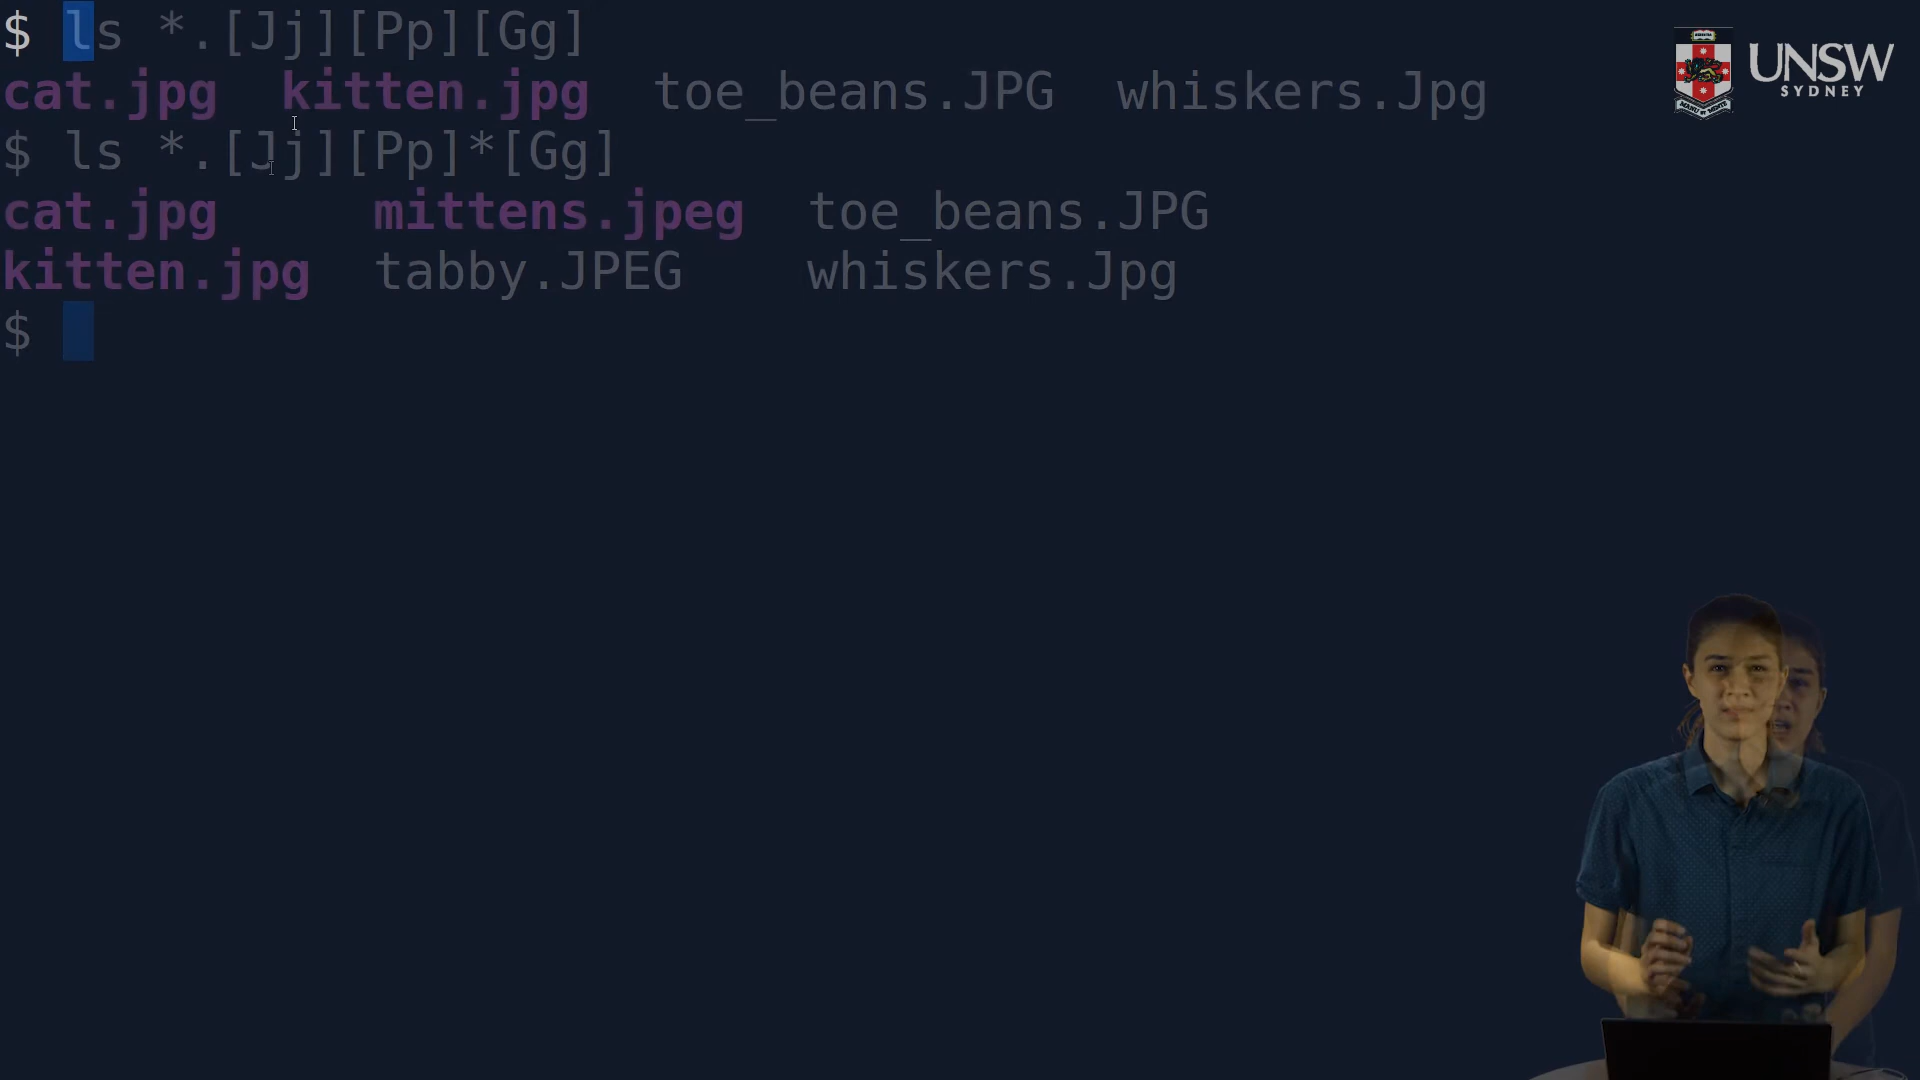 $ ls *.[Jj][Pp][Gg]
cat.jpg kitten.jpg toe_beans.JPG whiskers.Jpg
$ ls *.[Jj][Pp]*[Gg]
cat.jpg mittens.jpeg toe_beans.JPG
kitten.jpg tabby.JPEG whiskers.Jpg
$
UNSW
SYDNEY